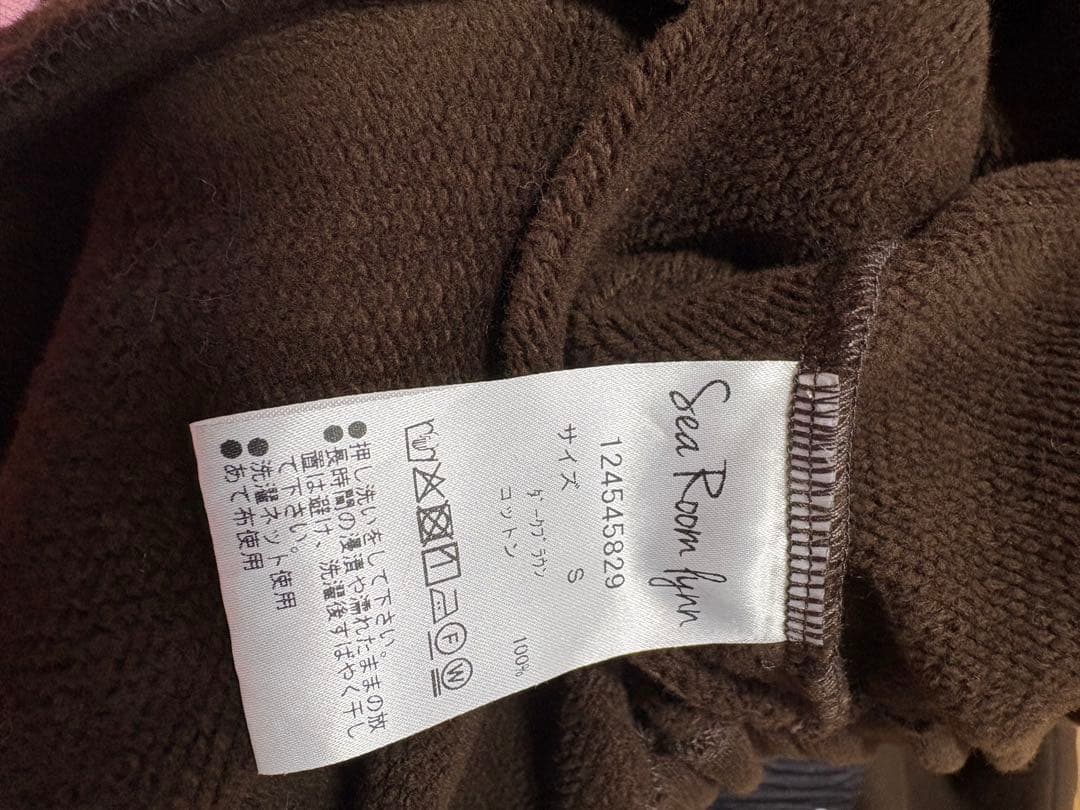 Sea Room lynn
124545829
サイズ S
ﾀﾞｰｸﾌﾞﾗｳﾝ
コットン 100%
F W
●押し洗いをして下さい。
●長時間の浸漬や濡れたままの放
置は避け、洗濯後すばやく干し
て下さい。
●洗濯ネット使用
●あて布使用